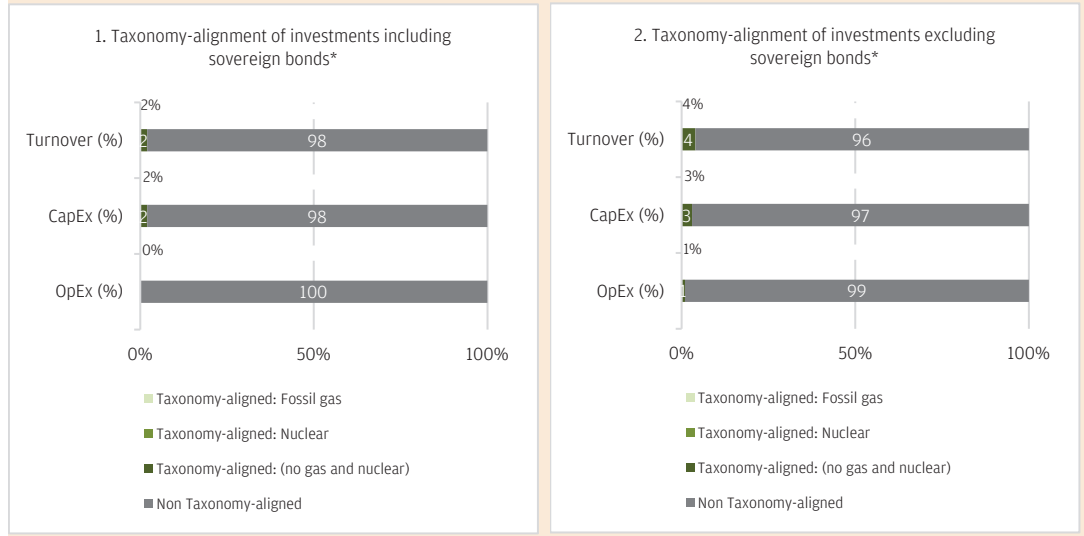 1. Taxonomy-alignment of investments including
sovereign bonds*
2%
Turnover (%)
2
98
2%
CapEx (%)
2
98
0%
OpEx (%)
100
0%
50%
100%
Taxonomy-aligned: Fossil gas
Taxonomy-aligned: Nuclear
Taxonomy-aligned: (no gas and nuclear)
Non Taxonomy-aligned
2. Taxonomy-alignment of investments excluding
sovereign bonds*
4%
Turnover (%)
4
96
3%
CapEx (%)
3
97
1%
OpEx (%)
1
99
0%
50%
100%
Taxonomy-aligned: Fossil gas
Taxonomy-aligned: Nuclear
Taxonomy-aligned: (no gas and nuclear)
Non Taxonomy-aligned